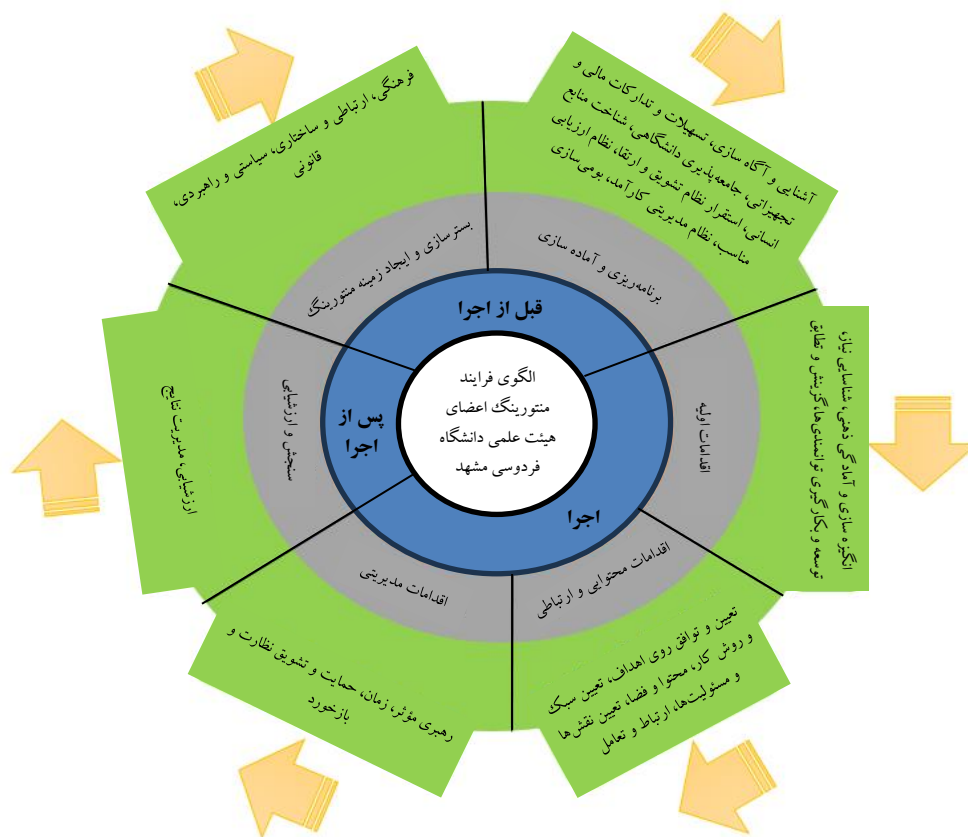 الگوی فرایند
منتورینگ اعضای
هیئت علمی دانشگاه
فردوسی مشهد
قبل از اجرا
اجرا
پس از
اجرا
بسترسازی و ایجاد زمینه منتورینگ
برنامه‌ریزی و آماده سازی
اقدامات اولیه
اقدامات محتوایی و ارتباطی
اقدامات مدیریتی
سنجش و ارزشیابی
فرهنگی، ارتباطی و ساختاری، سیاستی و راهبردی،
قانونی
آشنایی و آگاه سازی، تسهیلات و تدارکات مالی و
تجهیزاتی، جامعه‌پذیری دانشگاهی، شناخت منابع
انسانی، استقرار نظام تشویق و ارتقا، نظام ارزیابی
مناسب، نظام مدیریتی کارآمد، بومی‌سازی
انگیزه سازی و آمادگی ذهنی، شناسایی نیاز،
توسعه و بکارگیری توانمندی‌ها، گزینش و تطابق
تعیین و توافق روی اهداف، تعیین سبک
و روش کار، محتوا و فضا، تعیین نقش‌ها
و مسئولیت‌ها، ارتباط و تعامل
رهبری مؤثر، زمان، حمایت و تشویق نظارت و
بازخورد
ارزشیابی، مدیریت نتایج